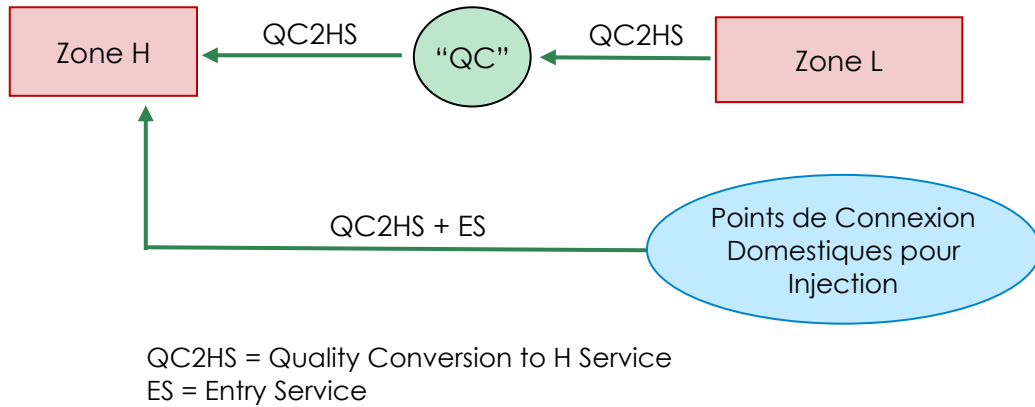 QC2HS
QC2HS
Zone H
“QC”
Zone L
QC2HS + ES
Points de Connexion
Domestiques pour
Injection
QC2HS = Quality Conversion to H Service
ES = Entry Service